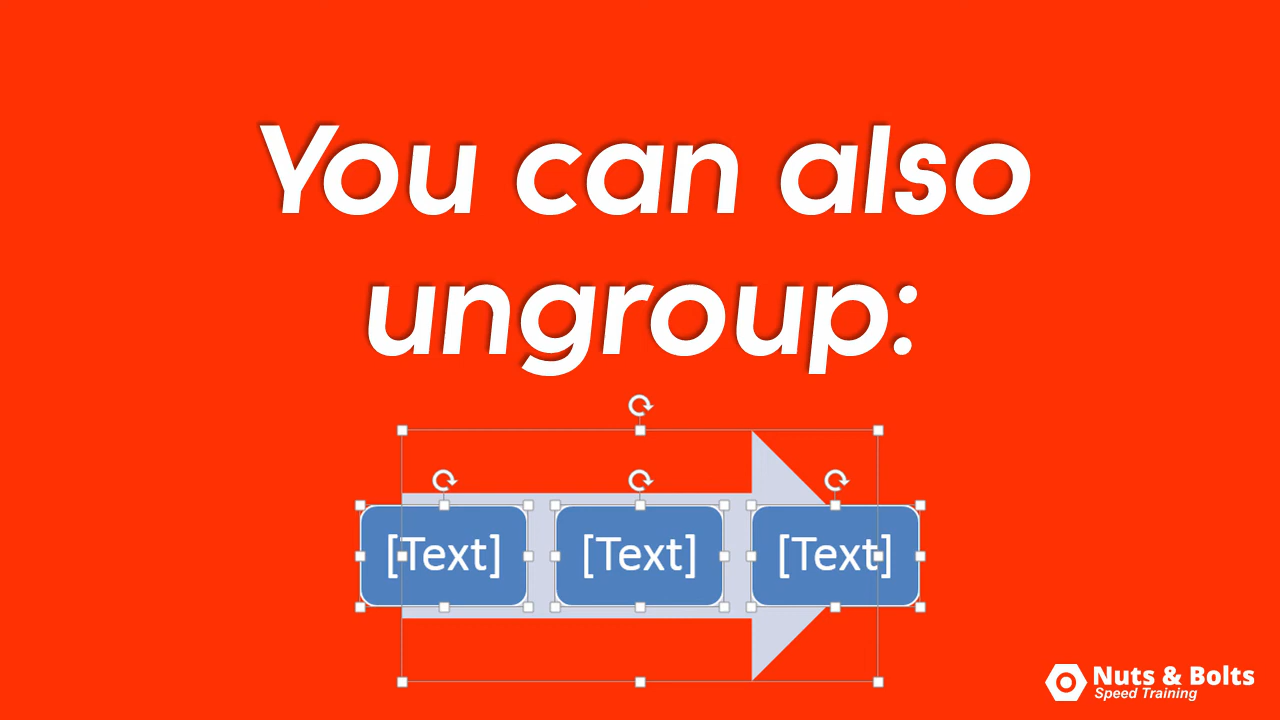 You can also
ungroup:
[Text] [Text] [Text]
Nuts & Bolts
Speed Training